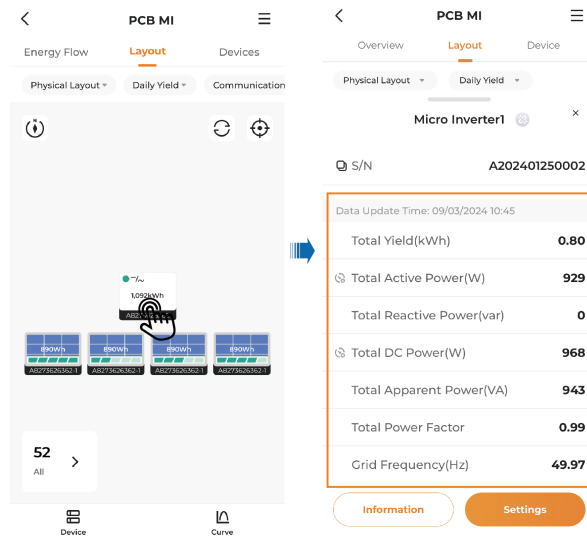 PCB MI
Energy Flow Layout Devices
Physical Layout Daily Yield Communication
1,092kWh
890Wh 890Wh 890Wh 890Wh
A8273626362-1 A8273626362-1 A8273626362-1 A8273626362-1
52
All
Device Curve
PCB MI
Overview Layout Device
Physical Layout Daily Yield
Micro Inverter1
S/N A202401250002
Data Update Time: 09/03/2024 10:45
Total Yield(kWh) 0.80
Total Active Power(W) 929
Total Reactive Power(var) 0
Total DC Power(W) 968
Total Apparent Power(VA) 943
Total Power Factor 0.99
Grid Frequency(Hz) 49.97
Information Settings